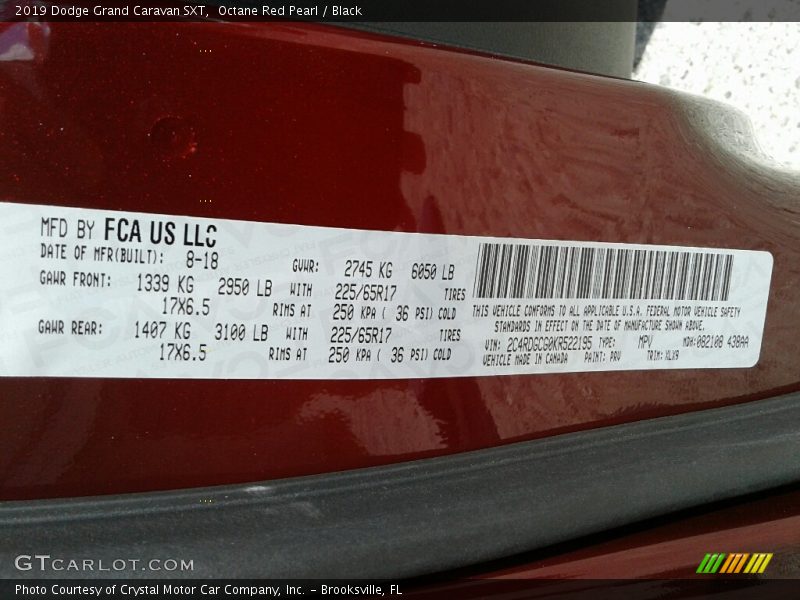 2019 Dodge Grand Caravan SXT, Octane Red Pearl / Black
MFD BY FCA US LLC
DATE OF MFR(BUILT): 8-18 GVWR: 2745 KG 6050 LB
GAWR FRONT: 1339 KG 2950 LB WITH 225/65R17 TIRES
17X6.5 RIMS AT 250 KPA ( 36 PSI) COLD
GAWR REAR: 1407 KG 3100 LB WITH 225/65R17 TIRES
17X6.5 RIMS AT 250 KPA ( 36 PSI) COLD
THIS VEHICLE CONFORMS TO ALL APPLICABLE U.S.A. FEDERAL MOTOR VEHICLE SAFETY
STANDARDS IN EFFECT ON THE DATE OF MANUFACTURE SHOWN ABOVE.
VIN: 2C4RDGCG0KR522195 TYPE: MPV MDH:082108 438AA
VEHICLE MADE IN CANADA PAINT: PRV TRIM: HLX9
GTCARLOT.COM
Photo Courtesy of Crystal Motor Car Company, Inc. – Brooksville, FL